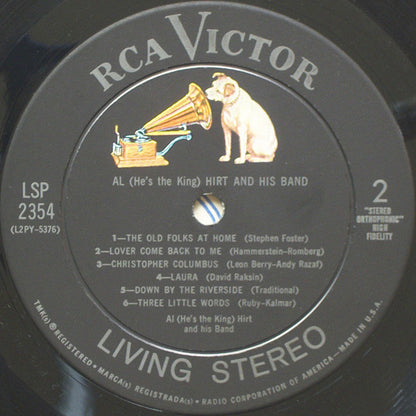 RCA VICTOR
AL (He's the King) HIRT AND HIS BAND
LSP
2354
(L2PY-5376)
2
"STEREO
ORTHOPHONIC"
HIGH
FIDELITY
1—THE OLD FOLKS AT HOME (Stephen Foster)
2—LOVER COME BACK TO ME (Hammerstein-Romberg)
3—CHRISTOPHER COLUMBUS (Leon Berry-Andy Razaf)
4—LAURA (David Raksin)
5—DOWN BY THE RIVERSIDE (Traditional)
6—THREE LITTLE WORDS (Ruby-Kalmar)
Al (He's the King) Hirt
and his Band
LIVING STEREO
TMK(s) ® REGISTERED • MARCA(s) REGISTRADA(s) • RADIO CORPORATION OF AMERICA—MADE IN U.S.A.